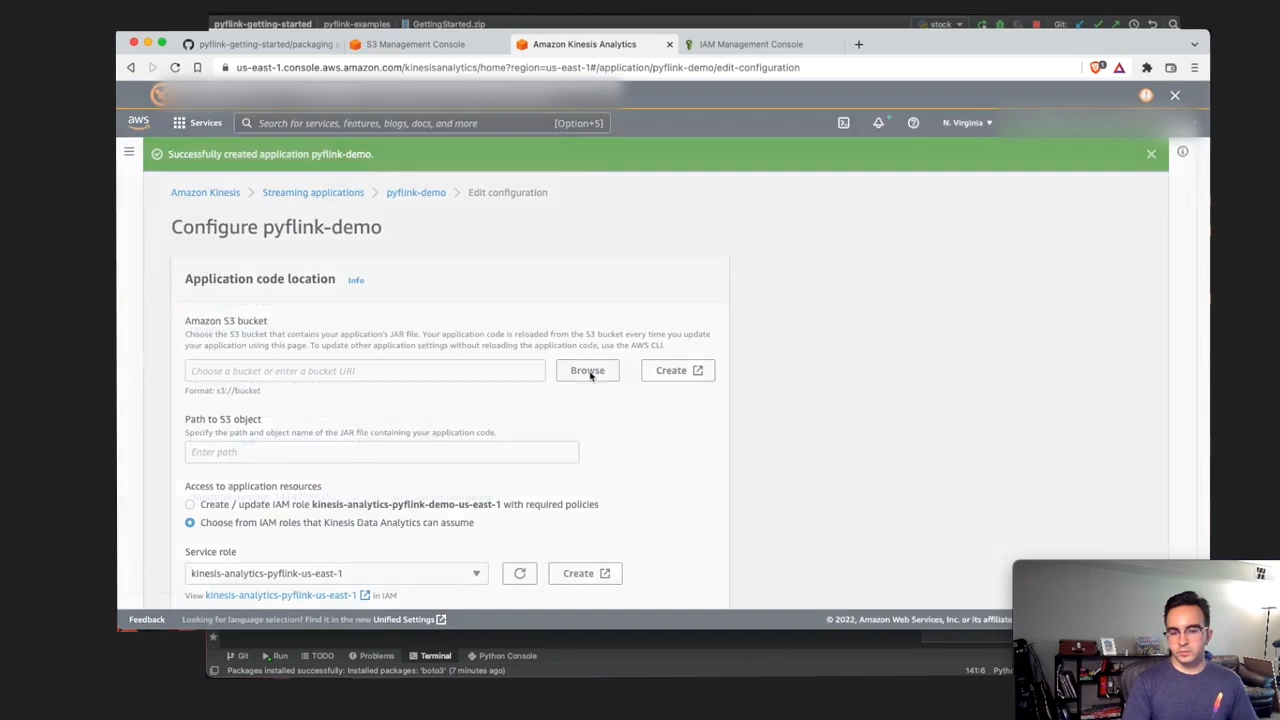 pyflink-getting-started pyflink-examples GettingStarted.zip stock Git:
pyflink-getting-started/packaging S3 Management Console Amazon Kinesis Analytics IAM Management Console
us-east-1.console.aws.amazon.com/kinesisanalytics/home?region=us-east-1#/application/pyflink-demo/edit-configuration
aws Services Search for services, features, blogs, docs, and more [Option+S] N. Virginia
Successfully created application pyflink-demo.
Amazon Kinesis Streaming applications pyflink-demo Edit configuration
Configure pyflink-demo
Application code location Info
Amazon S3 bucket
Choose the S3 bucket that contains your application's JAR file. Your application code is reloaded from the S3 bucket every time you update
your application using this page. To update other application settings without reloading the application code, use the AWS CLI.
Choose a bucket or enter a bucket URI Browse Create
Format: s3://bucket
Path to S3 object
Specify the path and object name of the JAR file containing your application code.
Enter path
Access to application resources
Create / update IAM role kinesis-analytics-pyflink-demo-us-east-1 with required policies
Choose from IAM roles that Kinesis Data Analytics can assume
Service role
kinesis-analytics-pyflink-us-east-1 Create
View kinesis-analytics-pyflink-us-east-1 in IAM
Feedback Looking for language selection? Find it in the new Unified Settings © 2022, Amazon Web Services, Inc. or its affiliat
Git Run TODO Problems Terminal Python Console
Packages installed successfully: Installed packages: 'boto3' (7 minutes ago) 141:6 Pytho